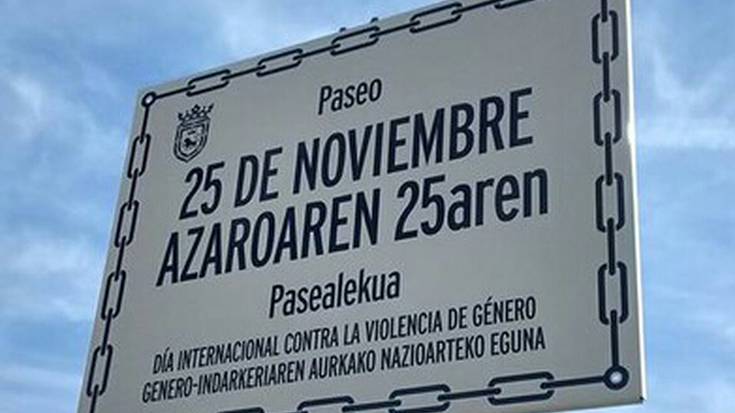 Paseo
25 DE NOVIEMBRE
AZAROAREN 25aren
Pasealekua
DÍA INTERNACIONAL CONTRA LA VIOLENCIA DE GÉNERO
GENERO-INDARKERIAREN AURKAKO NAZIOARTEKO EGUNA